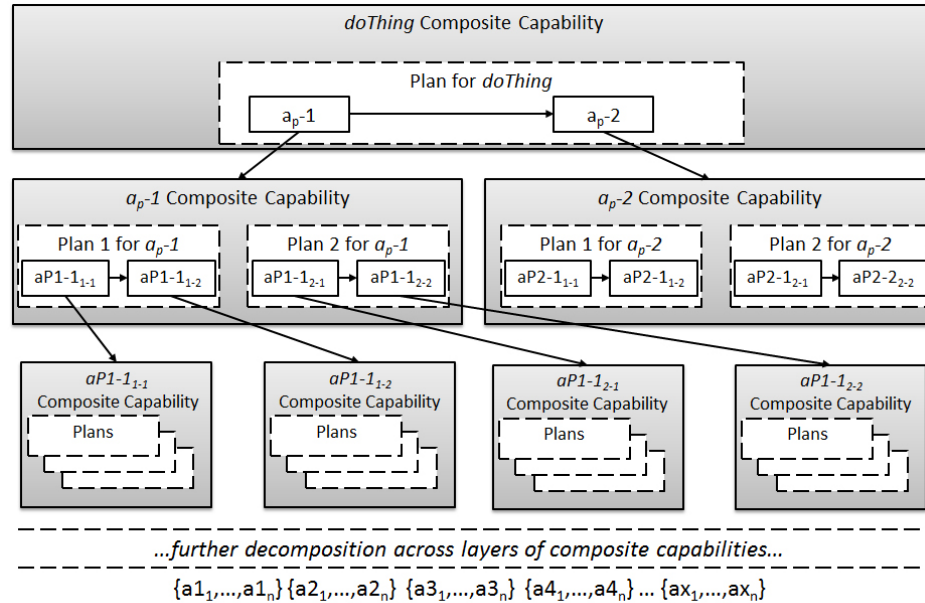 doThing Composite Capability
Plan for doThing
aₚ-1
aₚ-2
aₚ-1 Composite Capability
aₚ-2 Composite Capability
Plan 1 for aₚ-1
Plan 2 for aₚ-1
Plan 1 for aₚ-2
Plan 2 for aₚ-2
aP1-1₁₋₁
aP1-1₁₋₂
aP1-1₂₋₁
aP1-1₂₋₂
aP2-1₁₋₁
aP2-1₁₋₂
aP2-1₂₋₁
aP2-2₂₋₂
aP1-1₁₋₁
Composite Capability
Plans
aP1-1₁₋₂
Composite Capability
Plans
aP1-1₂₋₁
Composite Capability
Plans
aP1-1₂₋₂
Composite Capability
Plans
...further decomposition across layers of composite capabilities...
{a1₁,...,a1ₙ} {a2₁,...,a2ₙ} {a3₁,...,a3ₙ} {a4₁,...,a4ₙ} ... {ax₁,...,axₙ}